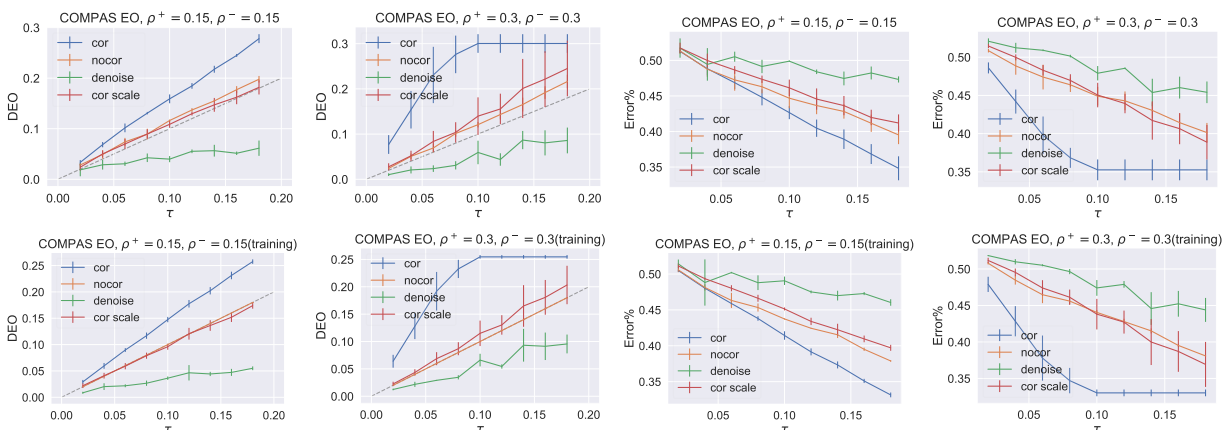 COMPAS EO, ρ⁺ = 0.15, ρ⁻ = 0.15
0.3
0.2
0.1
0.0
DEO
cor
nocor
denoise
cor scale
0.00 0.05 0.10 0.15 0.20
τ
COMPAS EO, ρ⁺ = 0.3, ρ⁻ = 0.3
0.3
0.2
0.1
0.0
DEO
cor
nocor
denoise
cor scale
0.00 0.05 0.10 0.15 0.20
τ
COMPAS EO, ρ⁺ = 0.15, ρ⁻ = 0.15
0.50
0.45
0.40
0.35
Error%
cor
nocor
denoise
cor scale
0.05 0.10 0.15
τ
COMPAS EO, ρ⁺ = 0.3, ρ⁻ = 0.3
0.50
0.45
0.40
0.35
Error%
cor
nocor
denoise
cor scale
0.05 0.10 0.15
τ
COMPAS EO, ρ⁺ = 0.15, ρ⁻ = 0.15(training)
0.25
0.20
0.15
0.10
0.05
0.00
DEO
cor
nocor
denoise
cor scale
0.00 0.05 0.10 0.15 0.20
τ
COMPAS EO, ρ⁺ = 0.3, ρ⁻ = 0.3(training)
0.25
0.20
0.15
0.10
0.05
0.00
DEO
cor
nocor
denoise
cor scale
0.00 0.05 0.10 0.15 0.20
τ
COMPAS EO, ρ⁺ = 0.15, ρ⁻ = 0.15(training)
0.50
0.45
0.40
0.35
Error%
cor
nocor
denoise
cor scale
0.05 0.10 0.15
τ
COMPAS EO, ρ⁺ = 0.3, ρ⁻ = 0.3(training)
0.50
0.45
0.40
0.35
Error%
cor
nocor
denoise
cor scale
0.05 0.10 0.15
τ